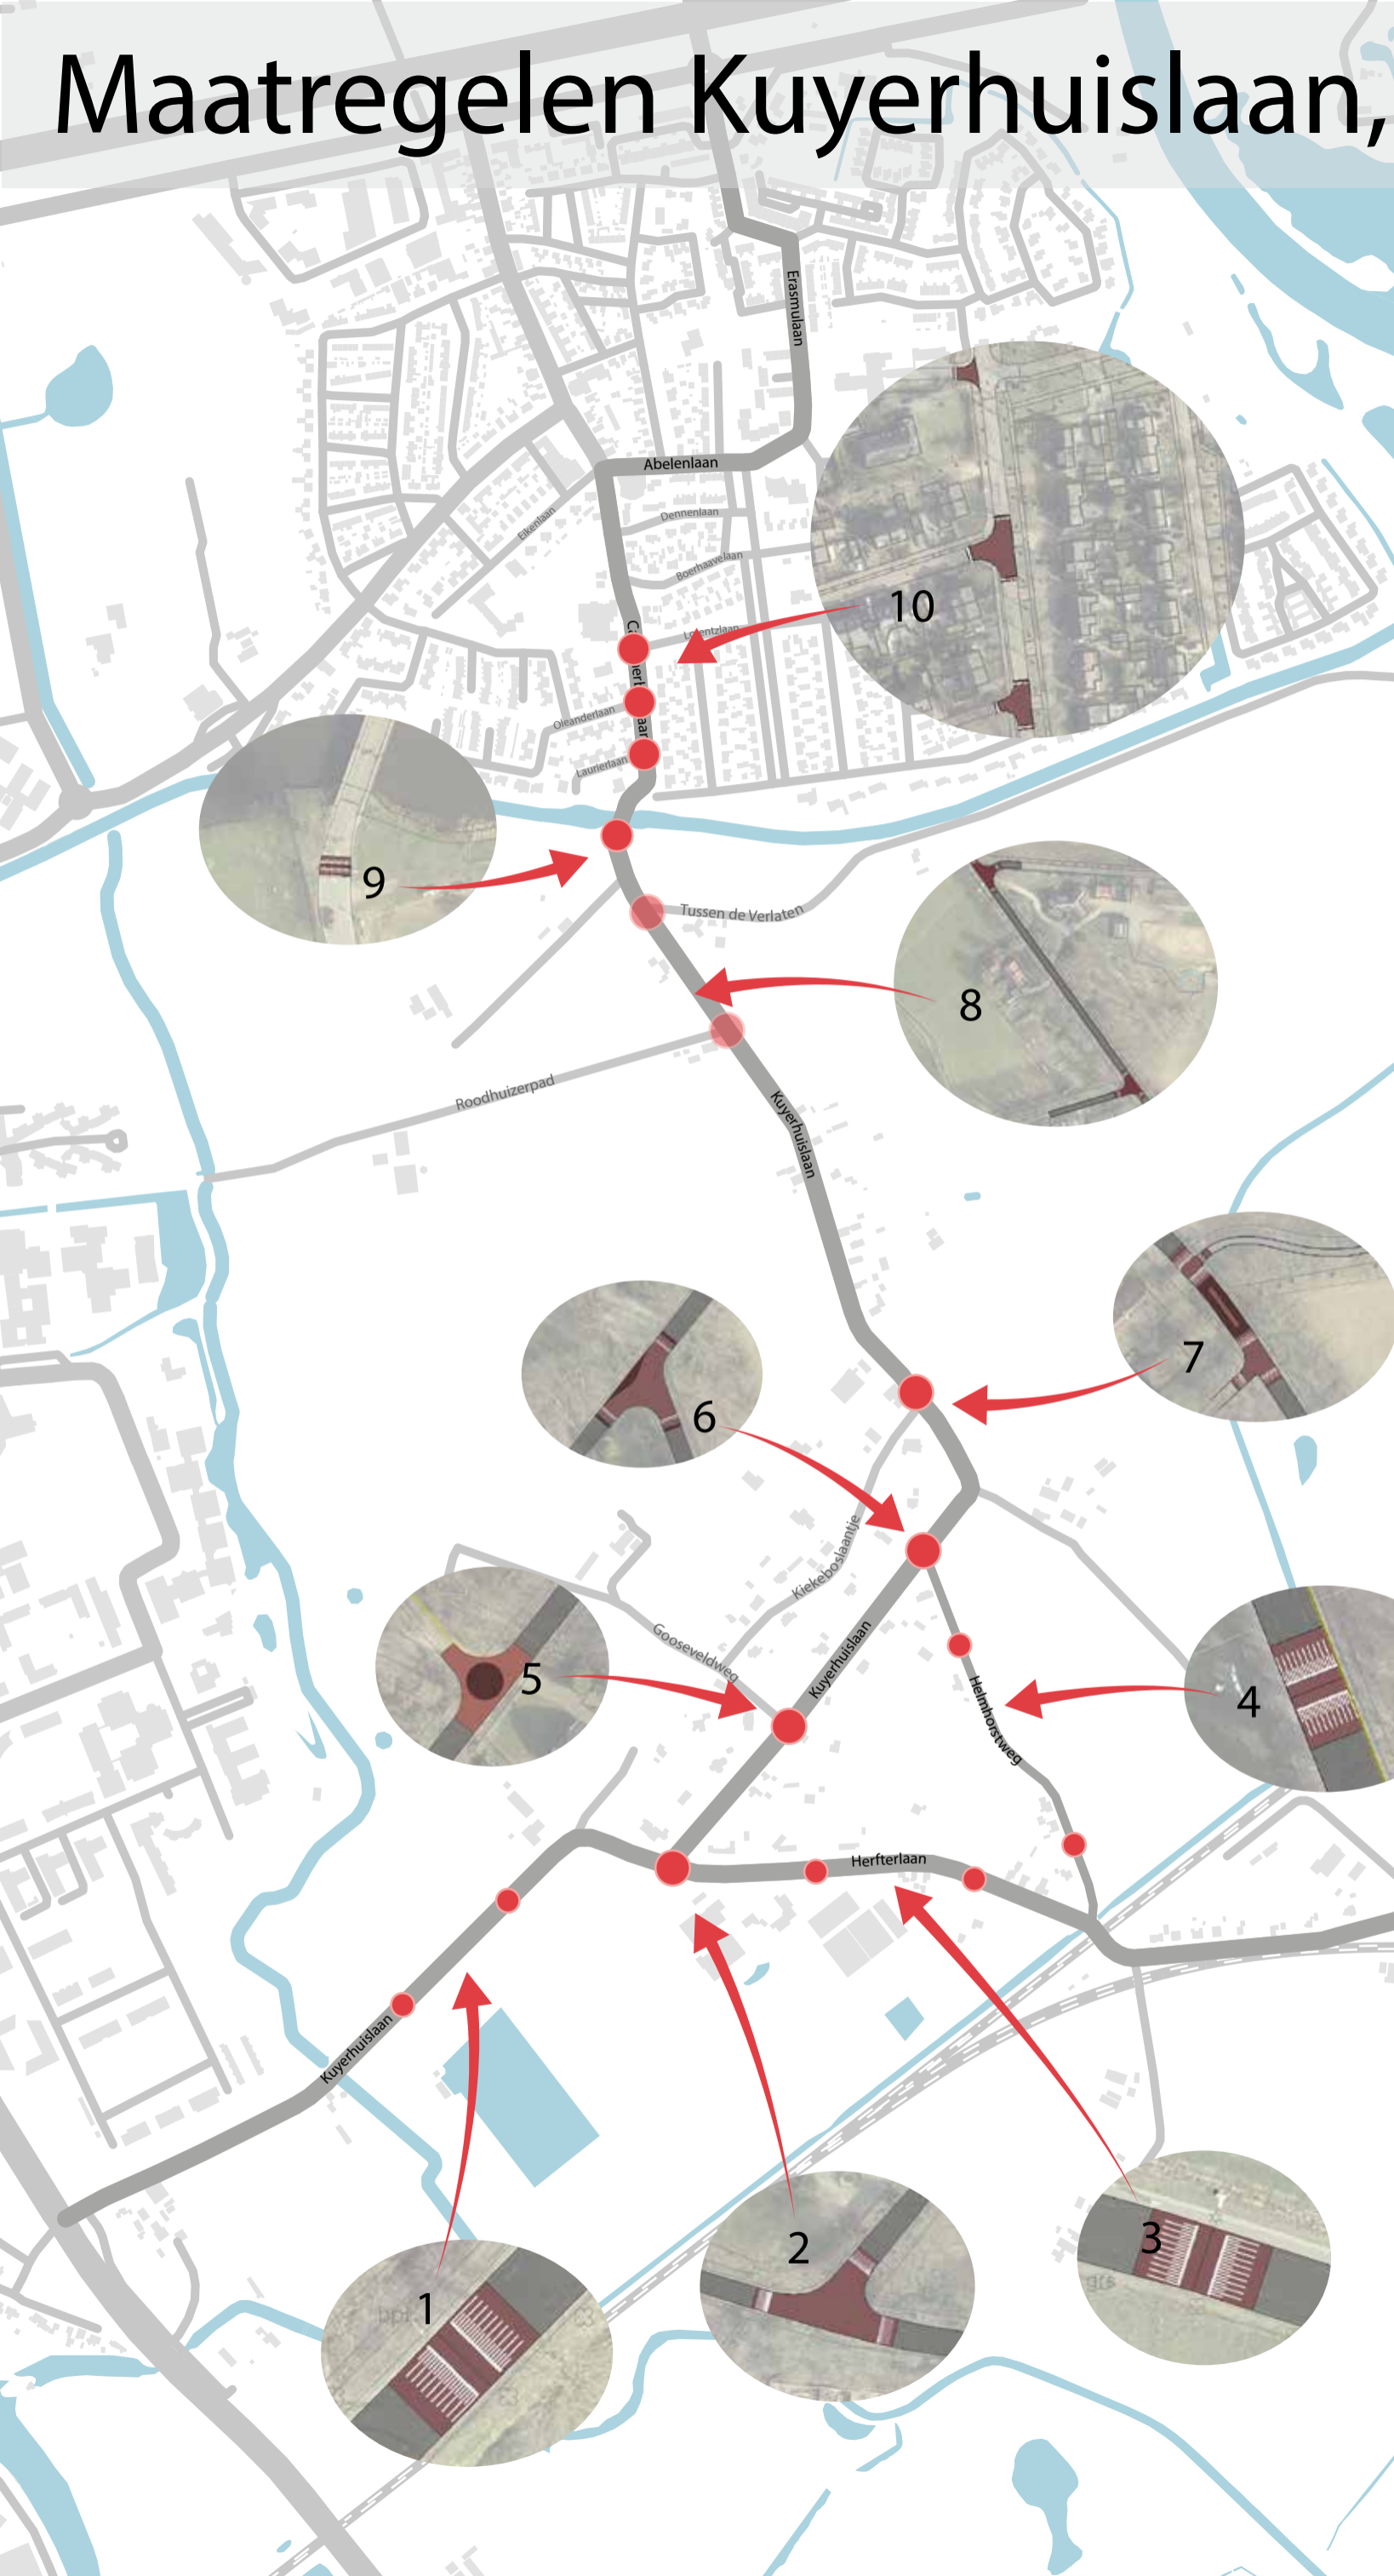 Maatregelen Kuyerhuislaan,
Erasmulaan
Abelenlaan
Dennenlaan
Eikenlaan
Boerhaavelaan
10
Oleanderlaan
Laurierlaan
9
Tussen de Verlaten
8
Roodhuizerpad
Kuyerhuislaan
7
6
Kiekeboslaantje
Gooseveldweg
Kuyerhuislaan
5
Helmhorstweg
4
Herfterlaan
Kuyerhuislaan
2
3
1